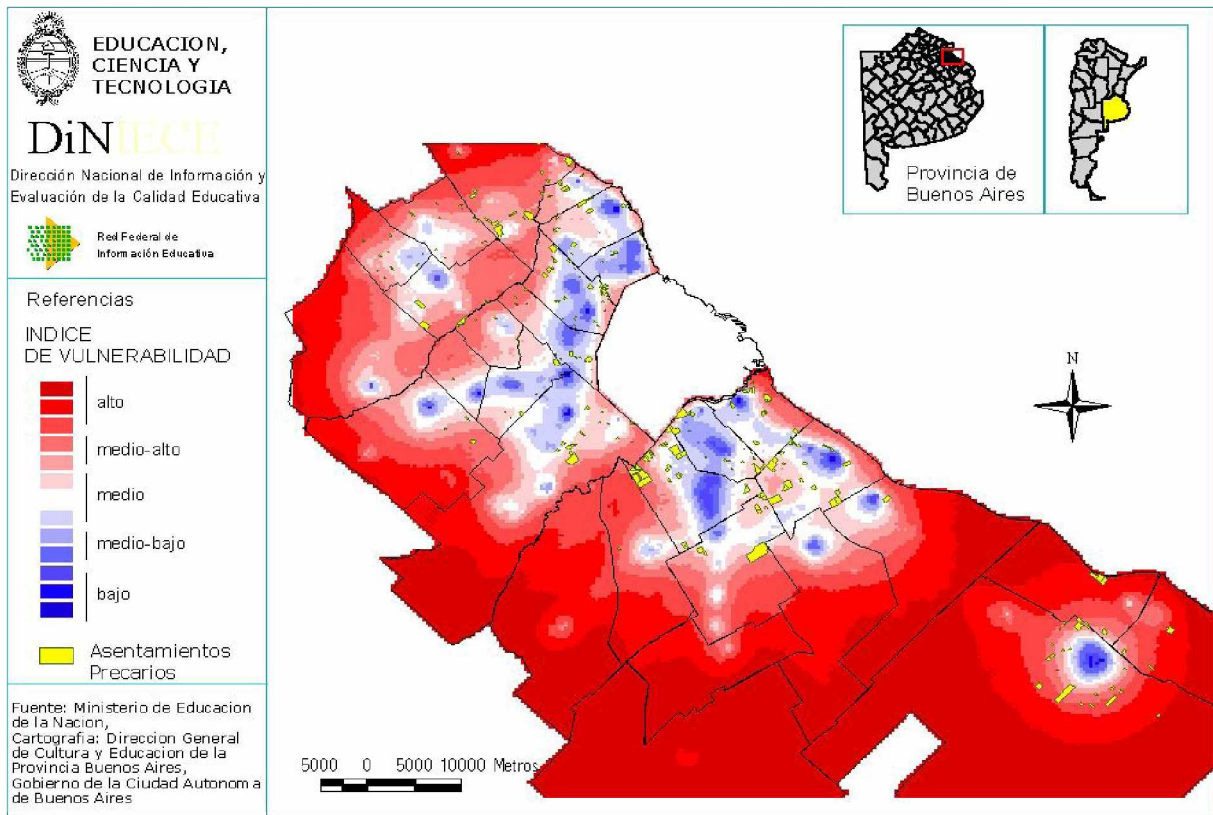 EDUCACION,
CIENCIA Y
TECNOLOGIA
DiNIECE
Dirección Nacional de Información y
Evaluación de la Calidad Educativa
Red Federal de
Información Educativa
Referencias
INDICE
DE VULNERABILIDAD
alto
medio-alto
medio
medio-bajo
bajo
Asentamientos
Precarios
Fuente: Ministerio de Educacion
de la Nacion,
Cartografia: Direccion General
de Cultura y Educacion de la
Provincia Buenos Aires,
Gobierno de la Ciudad Autonoma
de Buenos Aires
Provincia de
Buenos Aires
N
5000 0 5000 10000 Metros